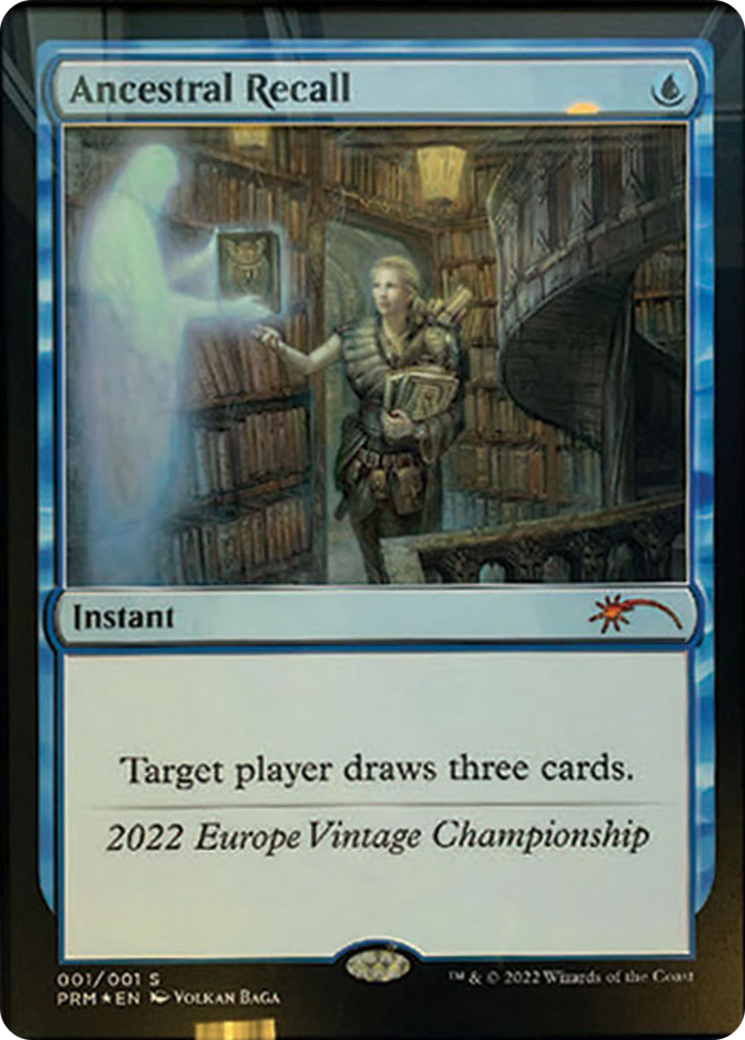 Ancestral Recall
Instant
Target player draws three cards.
2022 Europe Vintage Championship
001/001 S
™ & © 2022 Wizards of the Coast
PRM★EN VOLKAN BAGA